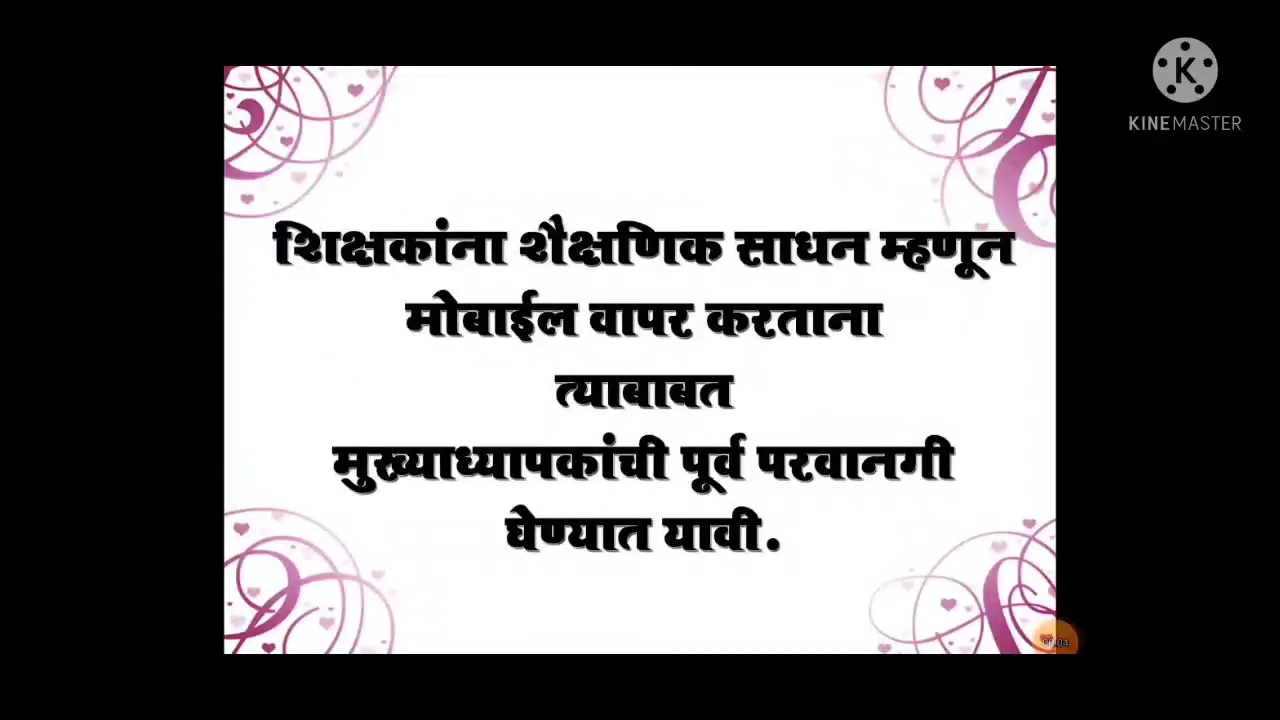 KINEMASTER
शिक्षकांना शैक्षणिक साधन म्हणून
मोबाईल वापर करताना
त्याबाबत
मुख्याध्यापकांची पूर्व परवानगी
घेण्यात यावी.